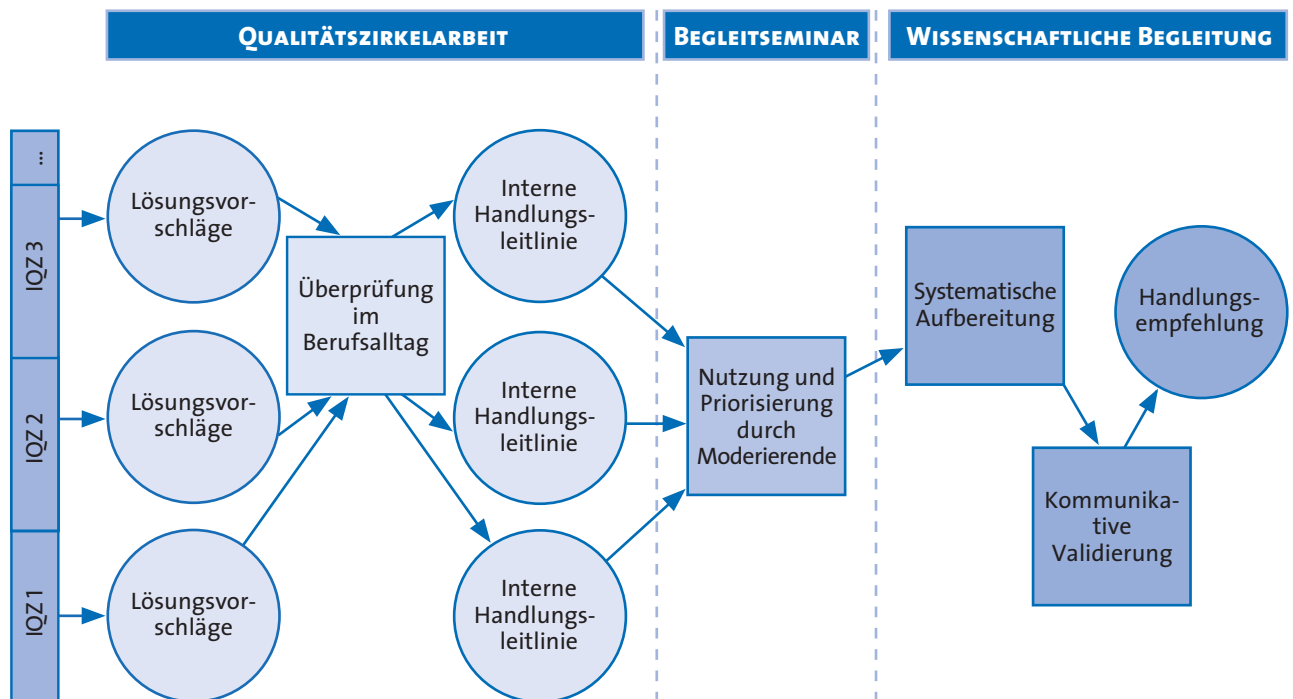 QUALITÄTSZIRKELARBEIT
BEGLEITSEMINAR
WISSENSCHAFTLICHE BEGLEITUNG
...
IQZ 3
IQZ 2
IQZ 1
Lösungsvor-
schläge
Lösungsvor-
schläge
Lösungsvor-
schläge
Überprüfung
im
Berufsalltag
Interne
Handlungs-
leitlinie
Interne
Handlungs-
leitlinie
Interne
Handlungs-
leitlinie
Nutzung und
Priorisierung
durch
Moderierende
Systematische
Aufbereitung
Kommunika-
tive
Validierung
Handlungs-
empfehlung